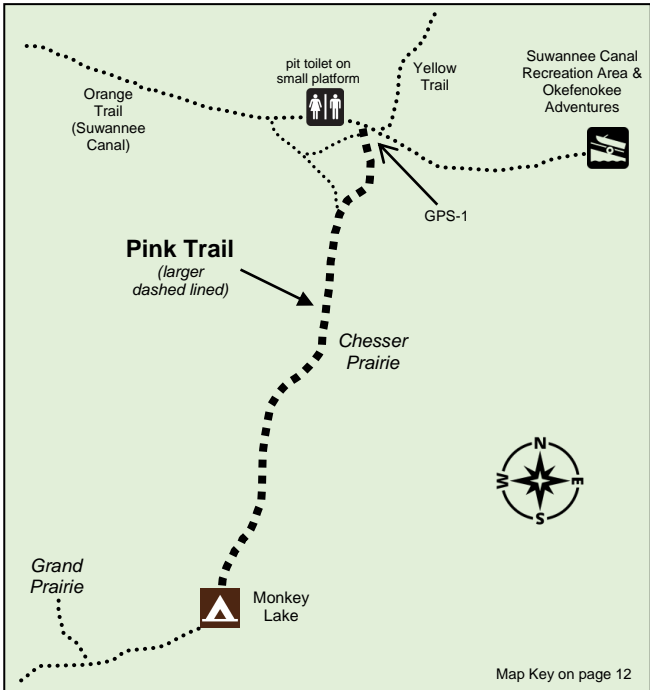 pit toilet on
small platform
Yellow
Trail
Suwannee Canal
Recreation Area &
Okefenokee
Adventures
Orange
Trail
(Suwannee
Canal)
GPS-1
Pink Trail
(larger
dashed lined)
Chesser
Prairie
N
W
E
S
Grand
Prairie
Monkey
Lake
Map Key on page 12